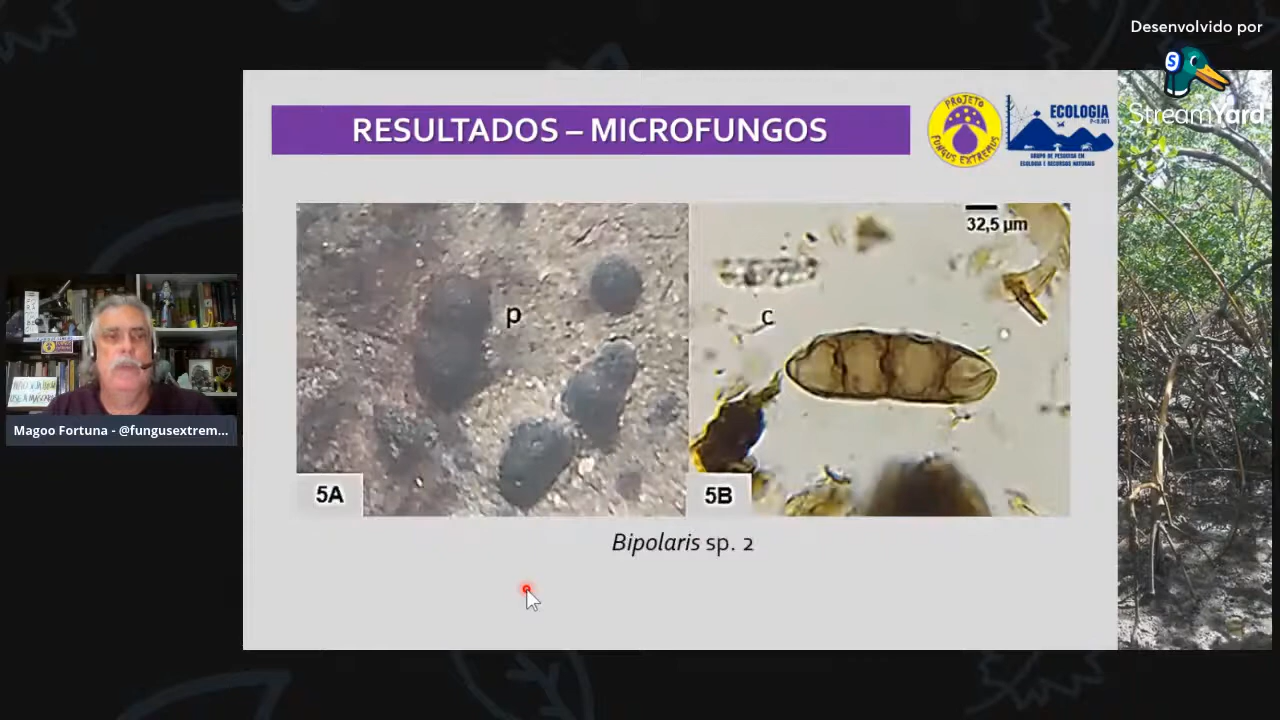 Desenvolvido por
StreamYard
RESULTADOS – MICROFUNGOS
PROJETO
FUNGUS EXTREMUS
ECOLOGIA
GRUPO DE PESQUISA EM
ECOLOGIA E RECURSOS NATURAIS
p
32,5 µm
c
5A
5B
Bipolaris sp. 2
Magoo Fortuna - @fungusextrem...